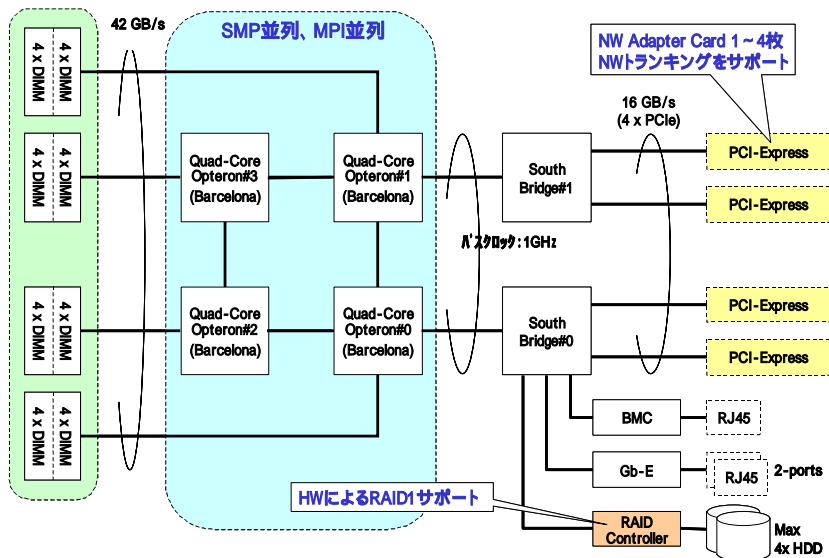 42 GB/s
SMP並列、MPI並列
NW Adapter Card 1～4枚
NWトランキングをサポート
16 GB/s
(4 x PCIe)
4 x DIMM
4 x DIMM
4 x DIMM
4 x DIMM
4 x DIMM
4 x DIMM
4 x DIMM
4 x DIMM
Quad-Core
Opteron#3
(Barcelona)
Quad-Core
Opteron#1
(Barcelona)
South
Bridge#1
PCI-Express
PCI-Express
ﾊﾞｽｸﾛｯｸ:1GHz
Quad-Core
Opteron#2
(Barcelona)
Quad-Core
Opteron#0
(Barcelona)
South
Bridge#0
PCI-Express
PCI-Express
BMC
RJ45
Gb-E
RJ45
2-ports
HWによるRAID1サポート
RAID
Controller
Max
4x HDD